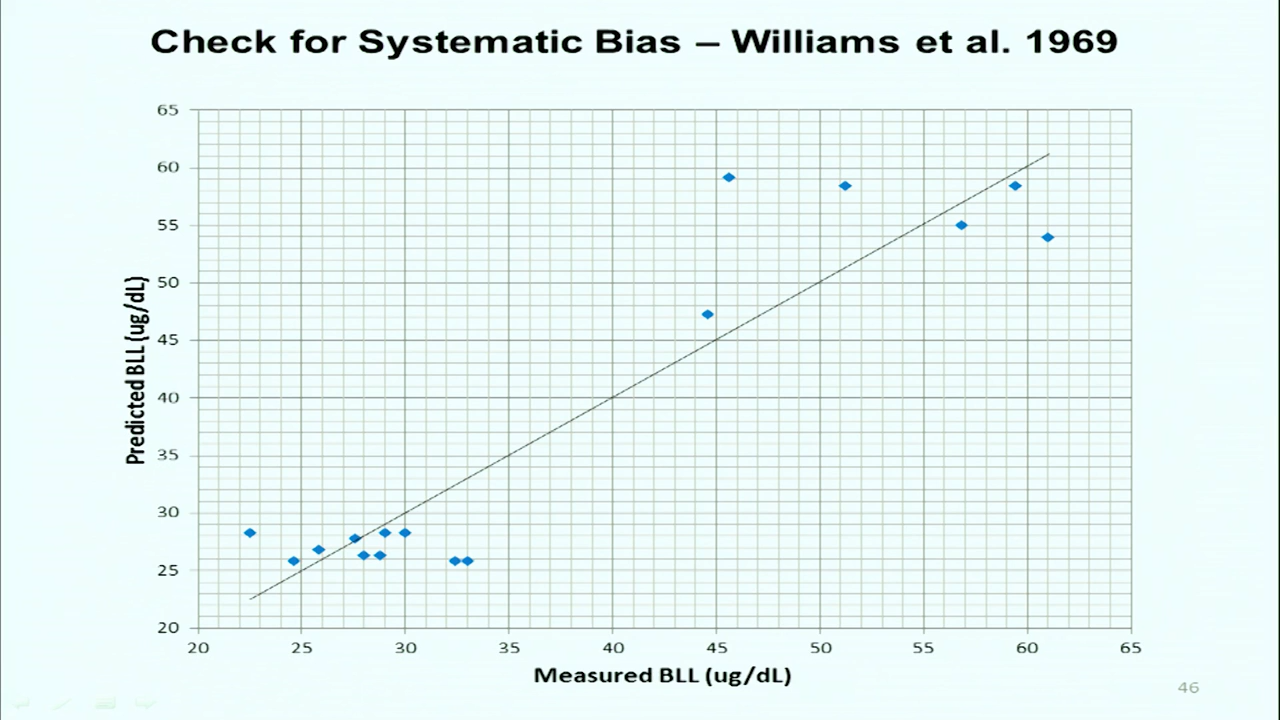 Check for Systematic Bias – Williams et al. 1969
65
60
55
50
45
40
35
30
25
20
Predicted BLL (ug/dL)
20 25 30 35 40 45 50 55 60 65
Measured BLL (ug/dL)
46